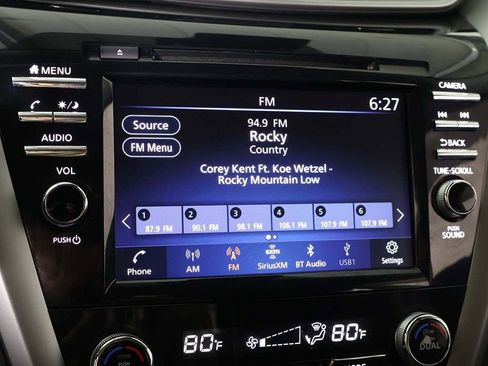 MENU
CAMERA
AUDIO
BACK
VOL
TUNE·SCROLL
PUSH
PUSH SOUND
FM
6:27
Source
94.9 FM
FM Menu
Rocky
Country
Corey Kent Ft. Koe Wetzel -
Rocky Mountain Low
1 2 3 4 5 6
87.9 FM 90.1 FM 98.1 FM 106.1 FM 107.9 FM 107.9 FM
Phone AM FM SiriusXM BT Audio USB1 Settings
sxm
80°F 80°F
DUAL